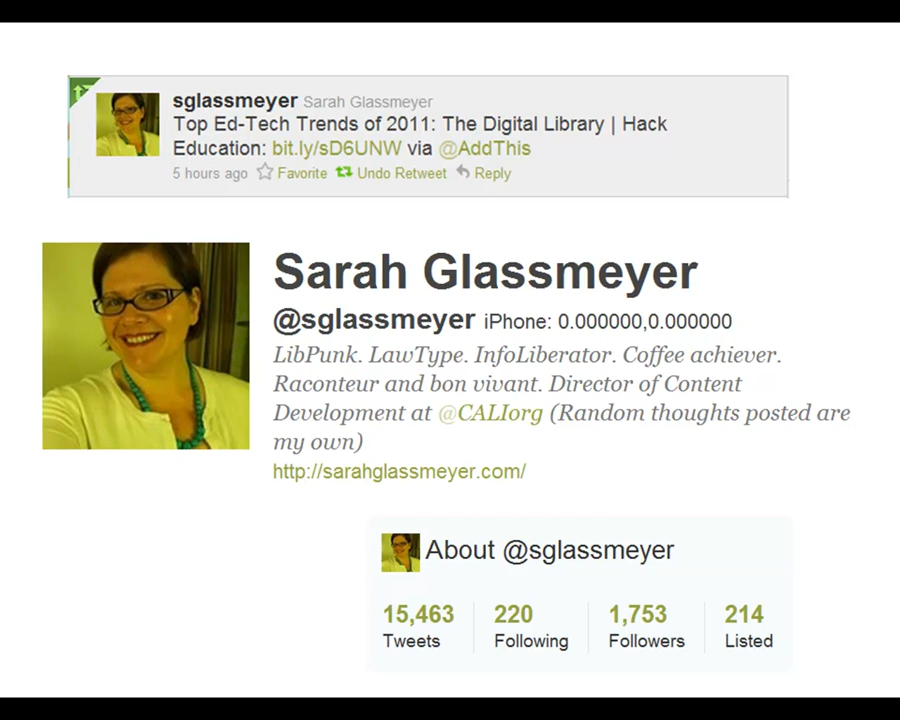 sglassmeyer Sarah Glassmeyer
Top Ed-Tech Trends of 2011: The Digital Library | Hack
Education: bit.ly/sD6UNW via @AddThis
5 hours ago Favorite Undo Retweet Reply
Sarah Glassmeyer
@sglassmeyer iPhone: 0.000000,0.000000
LibPunk. LawType. InfoLiberator. Coffee achiever.
Raconteur and bon vivant. Director of Content
Development at @CALIorg (Random thoughts posted are
my own)
http://sarahglassmeyer.com/
About @sglassmeyer
15,463 220 1,753 214
Tweets Following Followers Listed